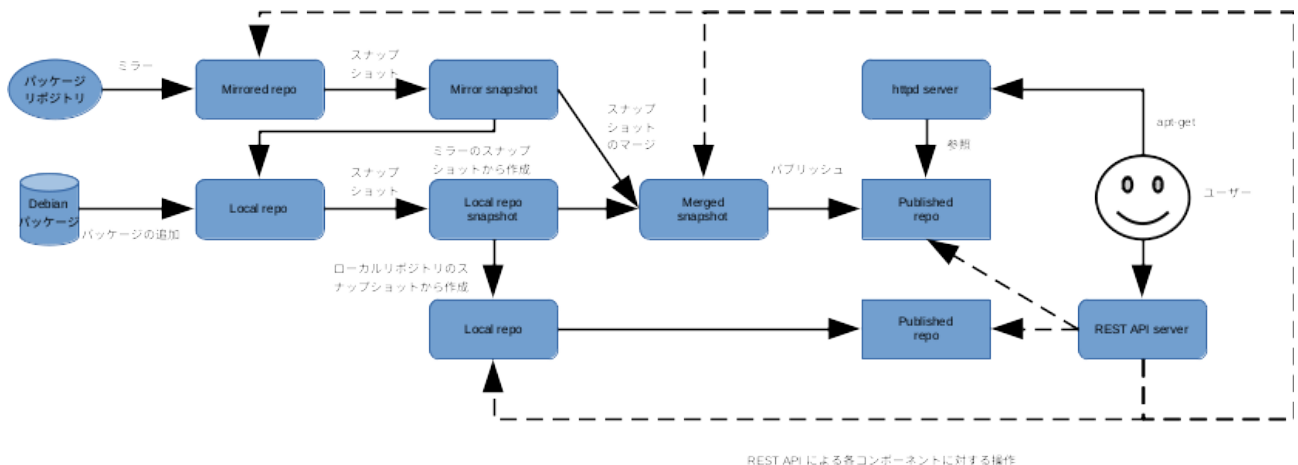 パッケージ
リポジトリ
ミラー
Mirrored repo
スナップ
ショット
Mirror snapshot
スナップ
ショット
のマージ
httpd server
apt-get
参照
Debian
パッケージ
パッケージの追加
Local repo
スナップ
ショット
ミラーのスナップ
ショットから作成
Local repo
snapshot
Merged
snapshot
パブリッシュ
Published
repo
ユーザー
ローカルリポジトリのス
ナップショットから作成
Local repo
Published
repo
REST API server
REST API による各コンポーネントに対する操作